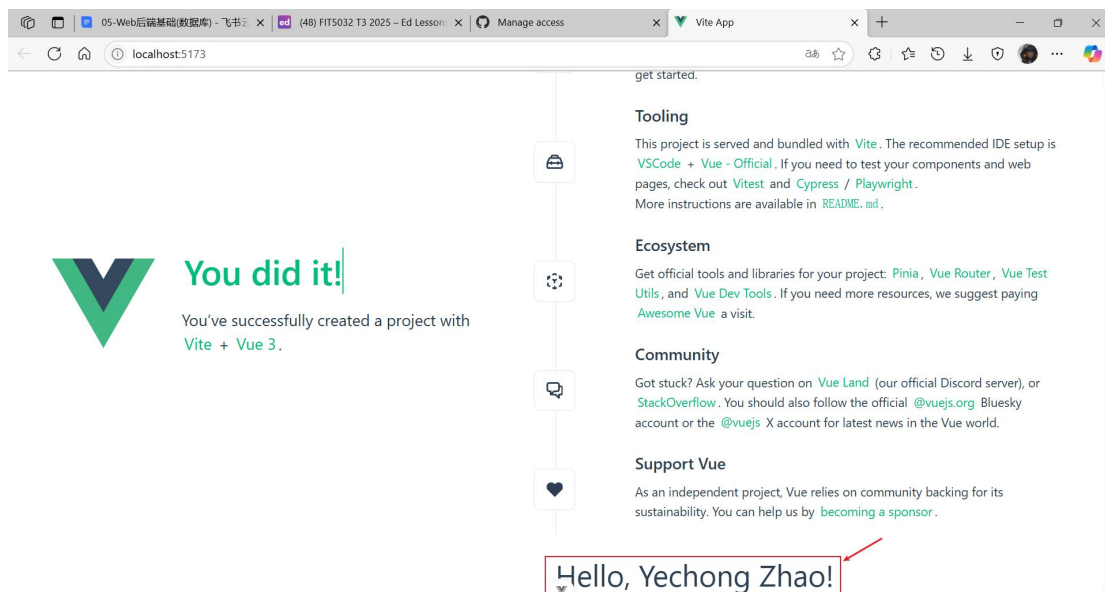 05-Web后端基础(数据库) - 飞书云
ed
(48) FIT5032 T3 2025 – Ed Lesson
Manage access
Vite App
localhost:5173
get started.
Tooling
This project is served and bundled with Vite. The recommended IDE setup is
VSCode + Vue - Official. If you need to test your components and web
pages, check out Vitest and Cypress / Playwright.
More instructions are available in README.md.
You did it!
You've successfully created a project with
Vite + Vue 3.
Ecosystem
Get official tools and libraries for your project: Pinia, Vue Router, Vue Test
Utils, and Vue Dev Tools. If you need more resources, we suggest paying
Awesome Vue a visit.
Community
Got stuck? Ask your question on Vue Land (our official Discord server), or
StackOverflow. You should also follow the official @vuejs.org Bluesky
account or the @vuejs X account for latest news in the Vue world.
Support Vue
As an independent project, Vue relies on community backing for its
sustainability. You can help us by becoming a sponsor.
Hello, Yechong Zhao!